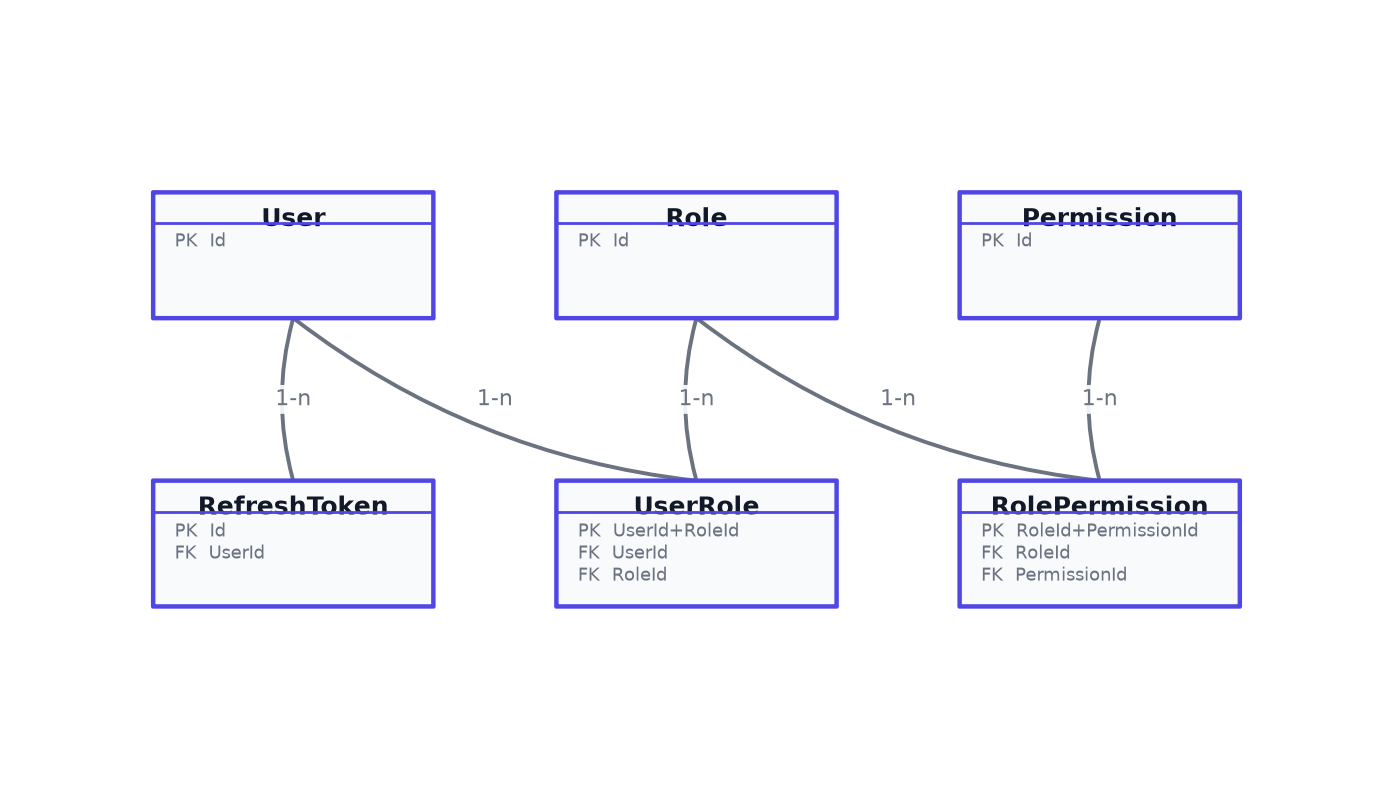 User
PK Id
Role
PK Id
Permission
PK Id
1-n
1-n
1-n
1-n
1-n
RefreshToken
PK Id
FK UserId
UserRole
PK UserId+RoleId
FK UserId
FK RoleId
RolePermission
PK RoleId+PermissionId
FK RoleId
FK PermissionId